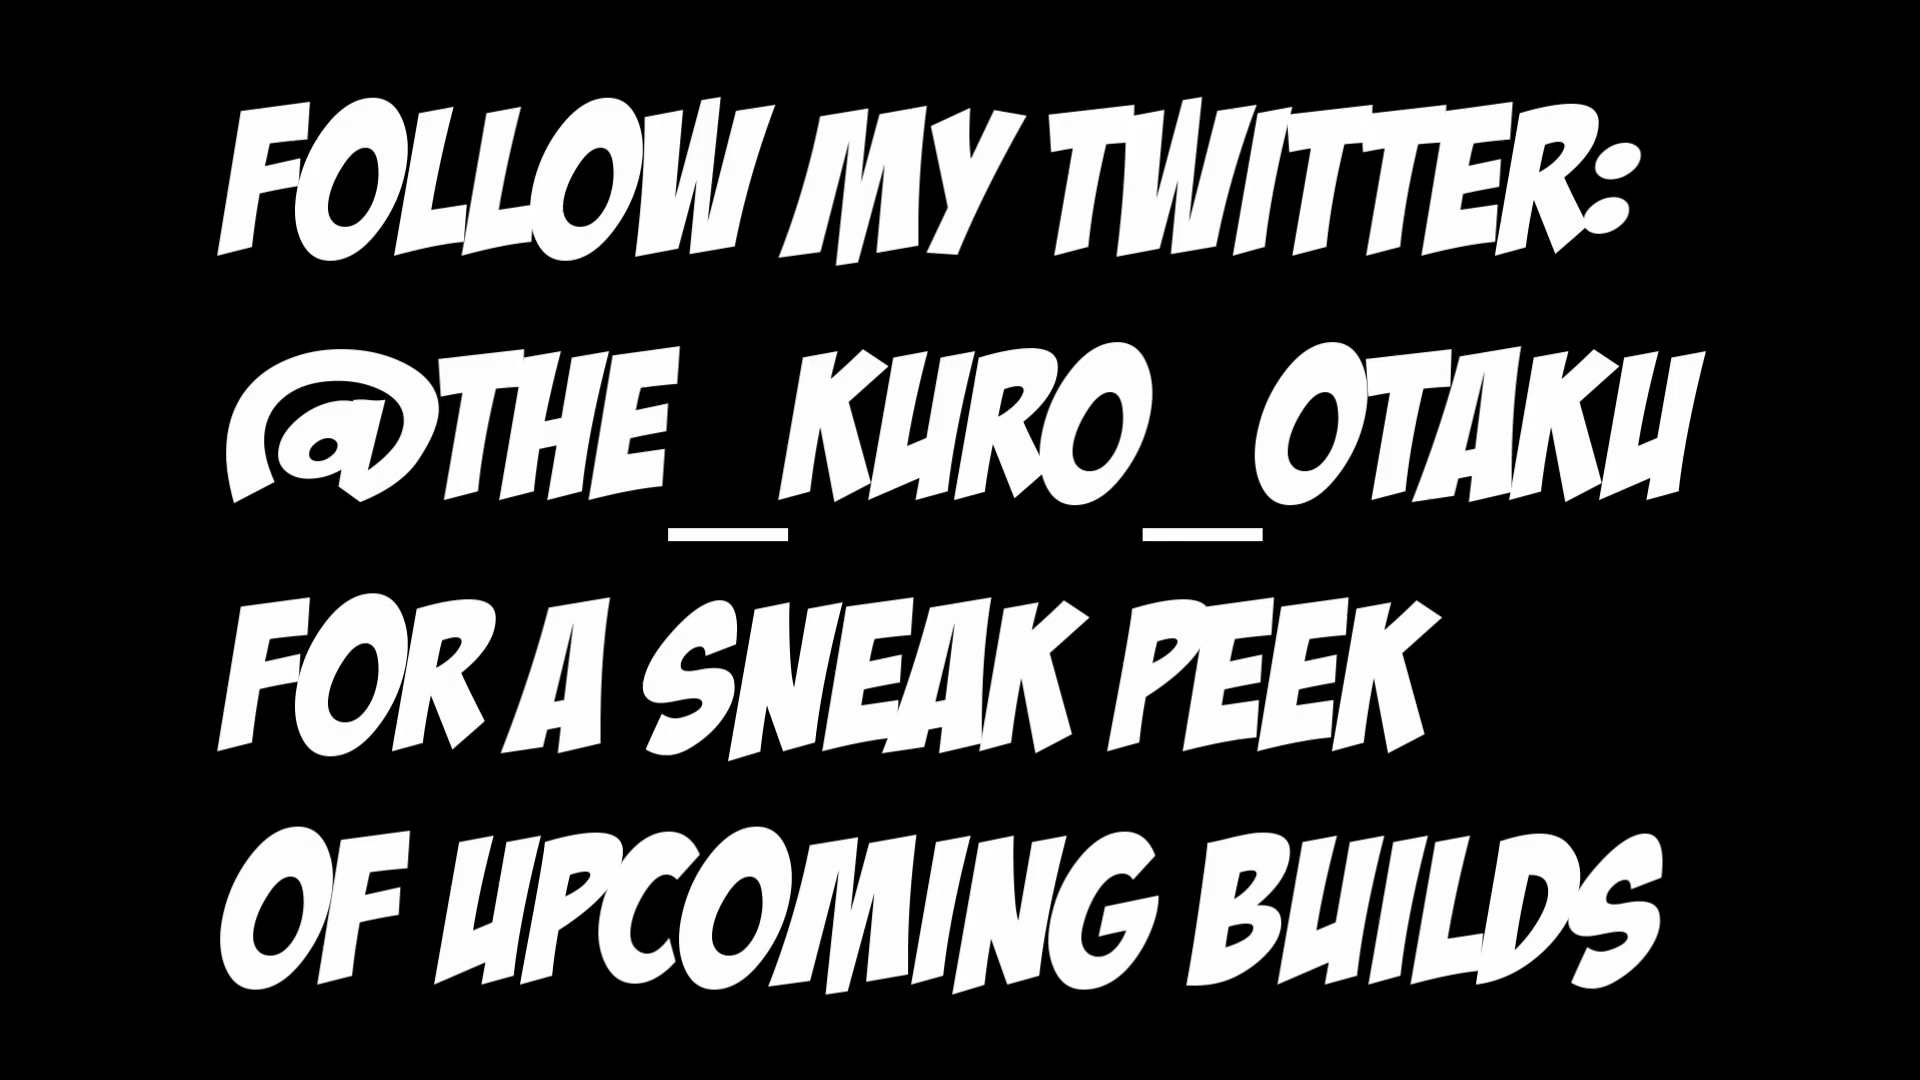 FOLLOW MY TWITTER:
@THE_KURO_OTAKU
FOR A SNEAK PEEK
OF UPCOMING BUILDS